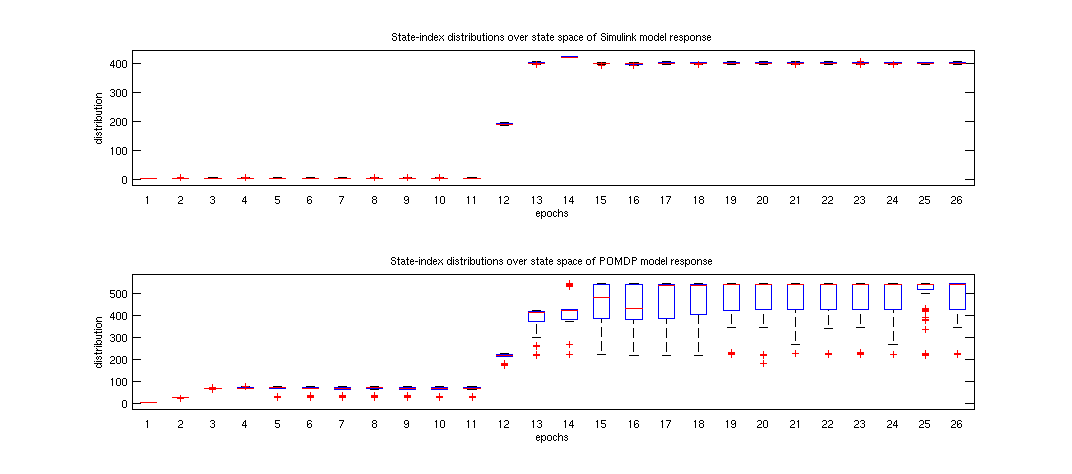 State-index distributions over state space of Simulink model response
400
300
200
100
0
distribution
1 2 3 4 5 6 7 8 9 10 11 12 13 14 15 16 17 18 19 20 21 22 23 24 25 26
epochs
State-index distributions over state space of POMDP model response
500
400
300
200
100
0
distribution
1 2 3 4 5 6 7 8 9 10 11 12 13 14 15 16 17 18 19 20 21 22 23 24 25 26
epochs